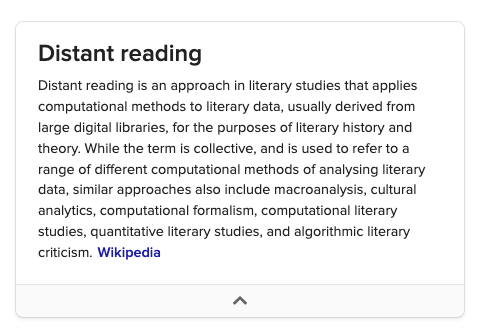 Distant reading
Distant reading is an approach in literary studies that applies
computational methods to literary data, usually derived from
large digital libraries, for the purposes of literary history and
theory. While the term is collective, and is used to refer to a
range of different computational methods of analysing literary
data, similar approaches also include macroanalysis, cultural
analytics, computational formalism, computational literary
studies, quantitative literary studies, and algorithmic literary
criticism. Wikipedia